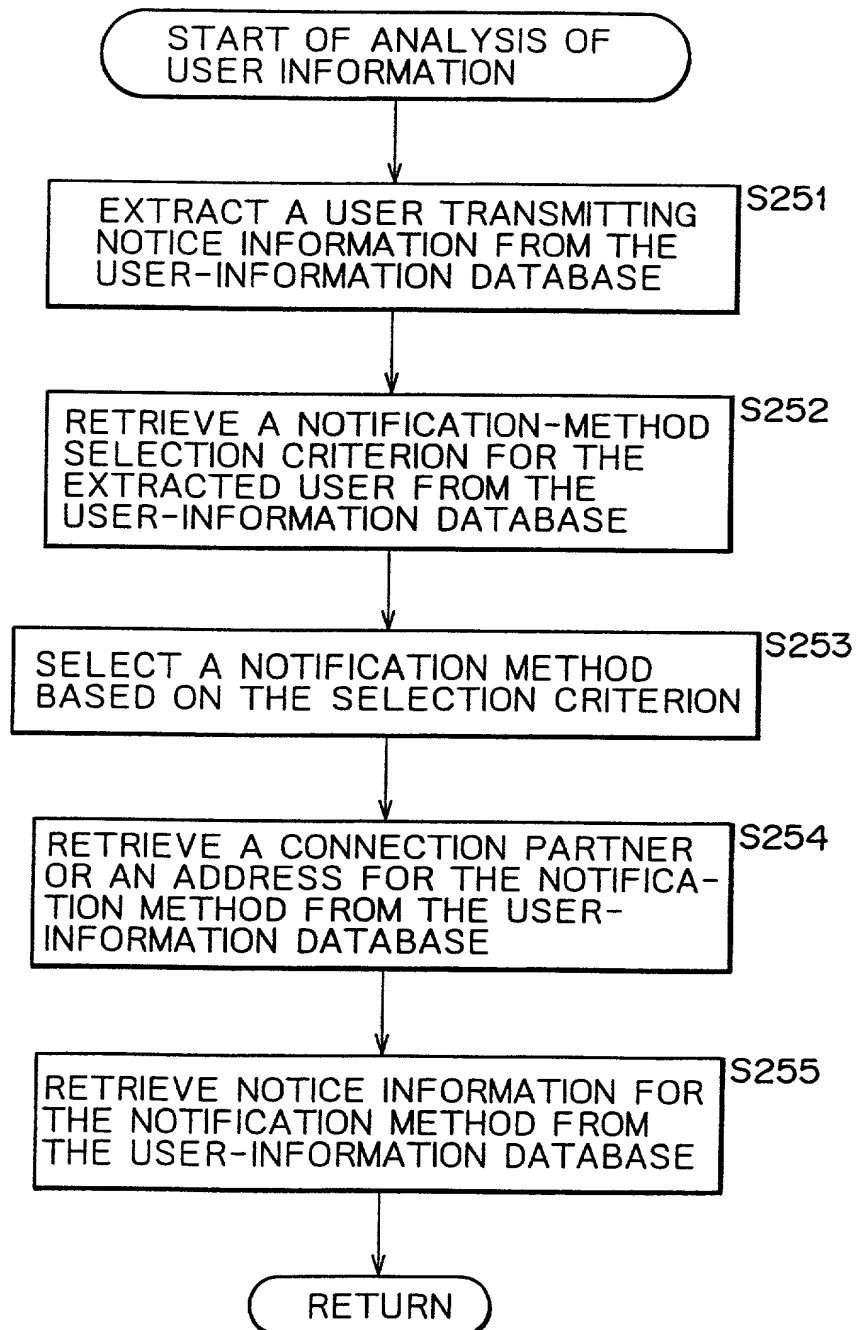 START OF ANALYSIS OF
USER INFORMATION
S251
EXTRACT A USER TRANSMITTING
NOTICE INFORMATION FROM THE
USER-INFORMATION DATABASE
S252
RETRIEVE A NOTIFICATION-METHOD
SELECTION CRITERION FOR THE
EXTRACTED USER FROM THE
USER-INFORMATION DATABASE
S253
SELECT A NOTIFICATION METHOD
BASED ON THE SELECTION CRITERION
S254
RETRIEVE A CONNECTION PARTNER
OR AN ADDRESS FOR THE NOTIFICA-
TION METHOD FROM THE USER-
INFORMATION DATABASE
S255
RETRIEVE NOTICE INFORMATION FOR
THE NOTIFICATION METHOD FROM
THE USER-INFORMATION DATABASE
RETURN